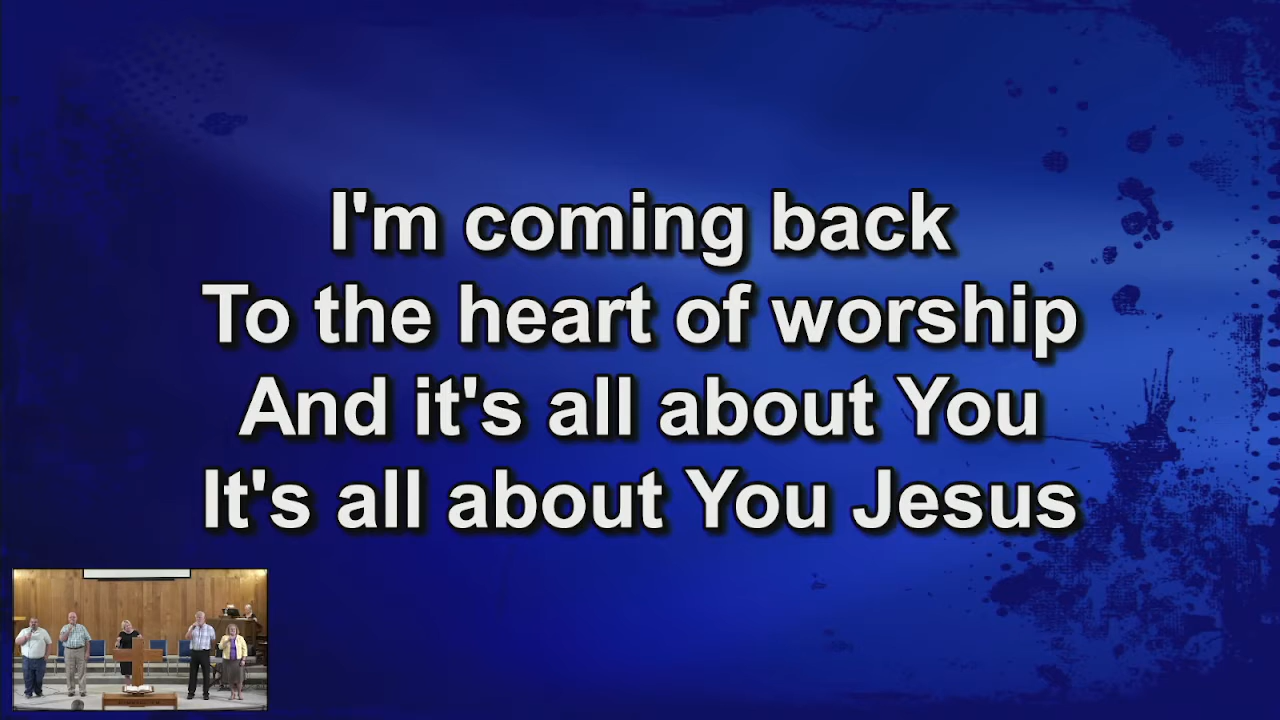 I'm coming back
To the heart of worship
And it's all about You
It's all about You Jesus